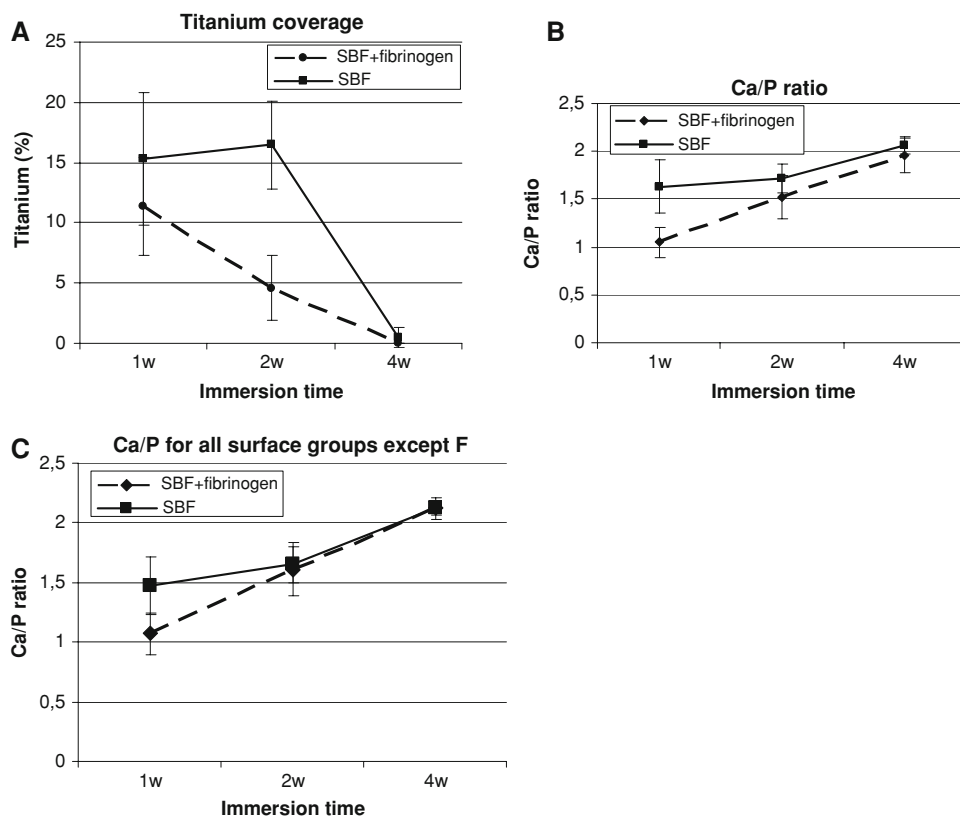 A
Titanium coverage
25
20
15
10
5
0
Titanium (%)
SBF+fibrinogen
SBF
1w 2w 4w
Immersion time
B
Ca/P ratio
2,5
2
1,5
1
0,5
0
Ca/P ratio
SBF+fibrinogen
SBF
1w 2w 4w
Immersion time
C
Ca/P for all surface groups except F
2,5
2
1,5
1
0,5
0
Ca/P ratio
SBF+fibrinogen
SBF
1w 2w 4w
Immersion time